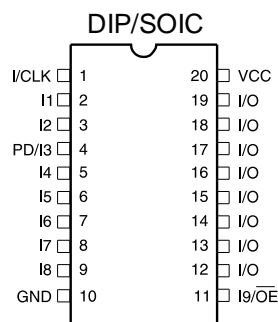 DIP/SOIC
I/CLK 1 20 VCC
I1 2 19 I/O
I2 3 18 I/O
PD/I3 4 17 I/O
I4 5 16 I/O
I5 6 15 I/O
I6 7 14 I/O
I7 8 13 I/O
I8 9 12 I/O
GND 10 11 I9/O̅E̅